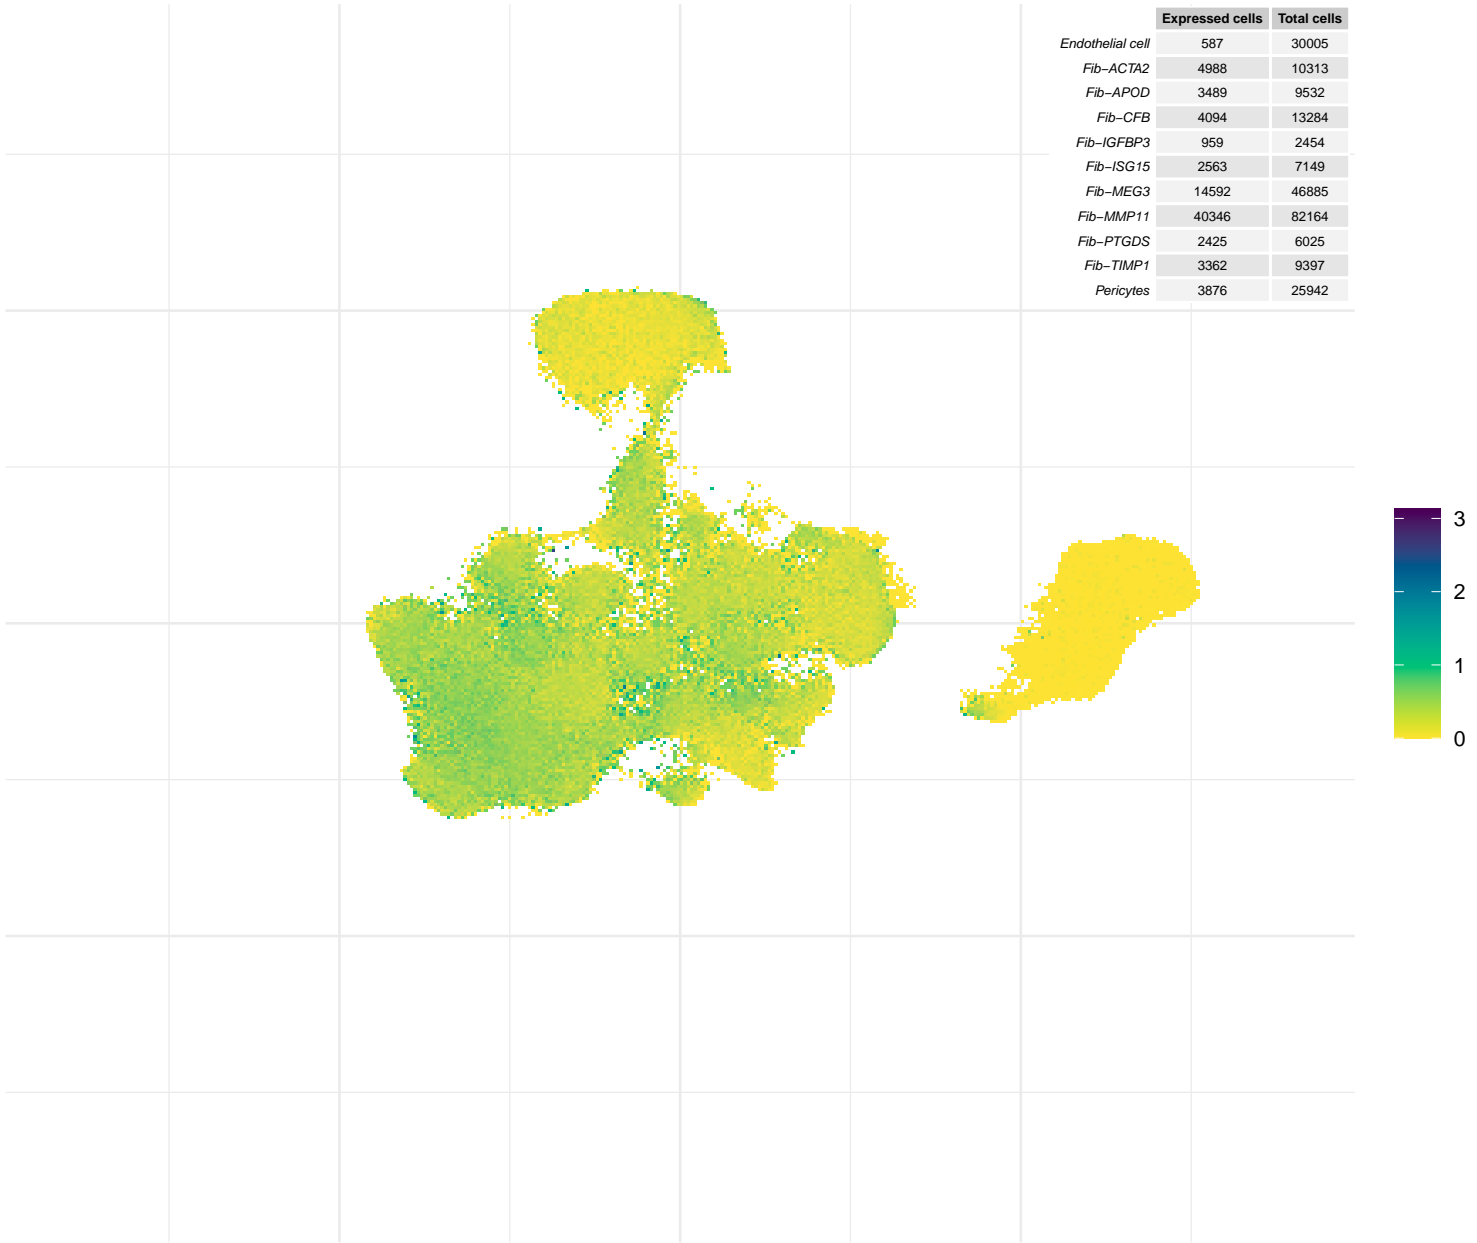 Expressed cells Total cells
Endothelial cell 587 30005
Fib−ACTA2 4988 10313
Fib−APOD 3489 9532
Fib−CFB 4094 13284
Fib−IGFBP3 959 2454
Fib−ISG15 2563 7149
Fib−MEG3 14592 46885
Fib−MMP11 40346 82164
Fib−PTGDS 2425 6025
Fib−TIMP1 3362 9397
Pericytes 3876 25942
3
2
1
0